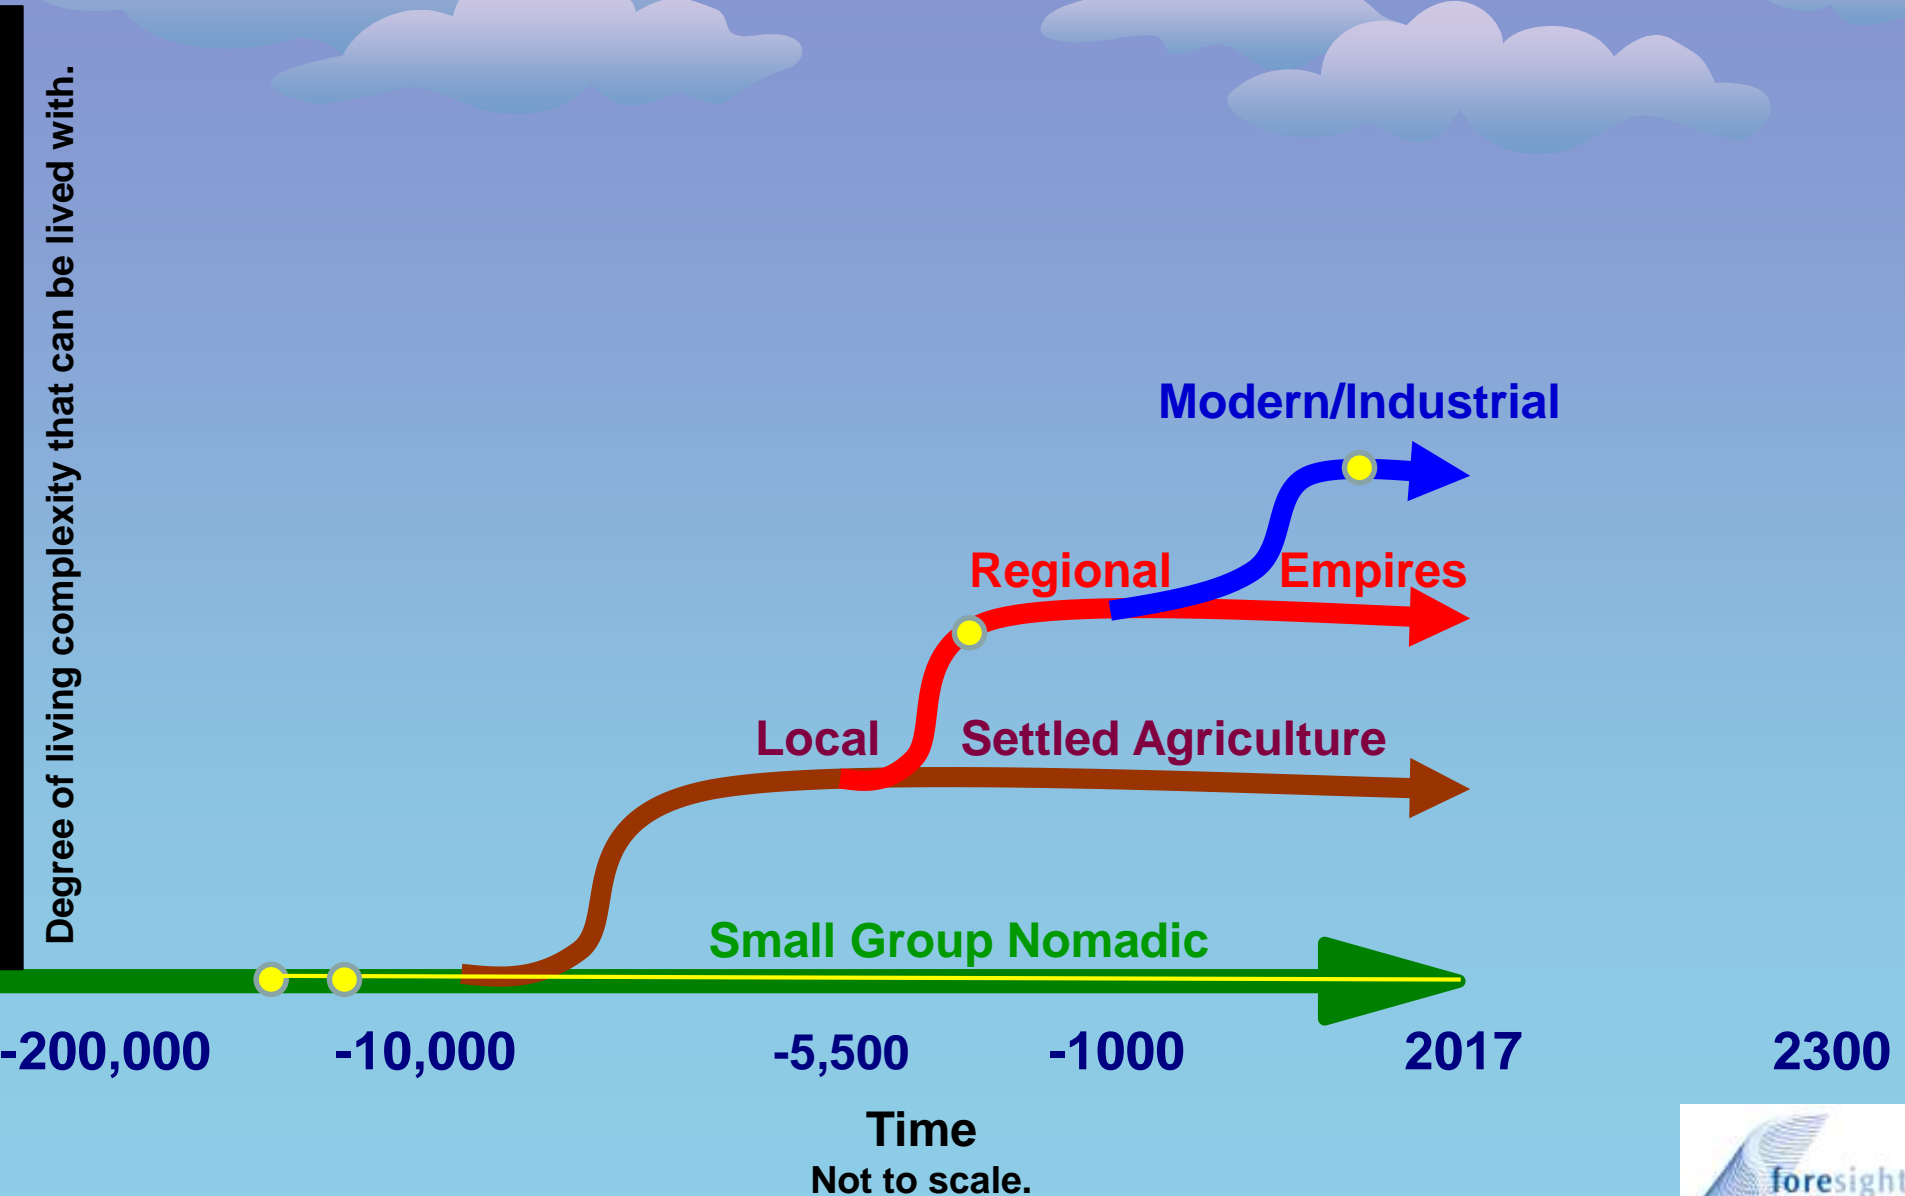 Degree of living complexity that can be lived with.
Modern/Industrial
Regional Empires
Local Settled Agriculture
Small Group Nomadic
-200,000 -10,000 -5,500 -1000 2017 2300
Time
Not to scale.
foresight